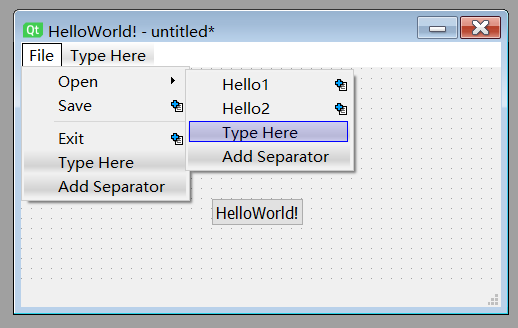 Qt HelloWorld! - untitled*
File Type Here
Open
Save
Exit
Type Here
Add Separator
Hello1
Hello2
Type Here
Add Separator
HelloWorld!